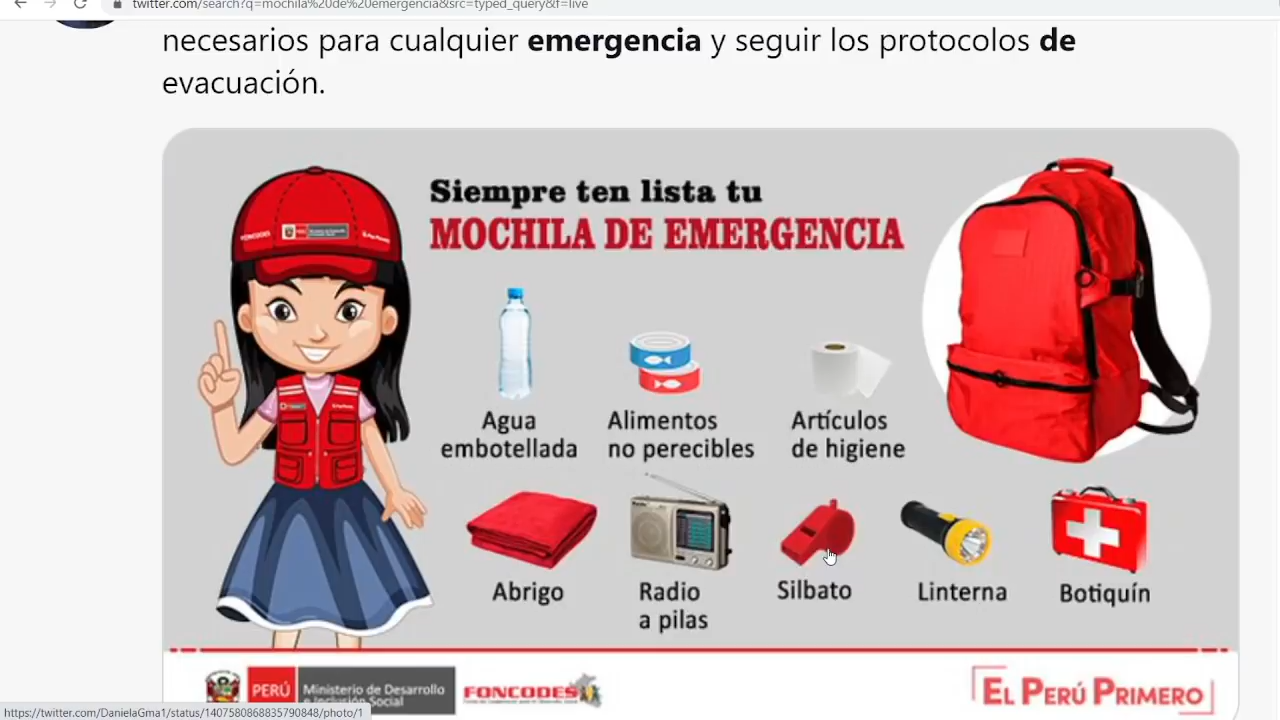 twitter.com/search?q=mochila%20de%20emergencia&src=typed_query&f=live
necesarios para cualquier emergencia y seguir los protocolos de
evacuación.
Siempre ten lista tu
MOCHILA DE EMERGENCIA
FONCODES
Agua
embotellada
Alimentos
no perecibles
Artículos
de higiene
Abrigo
Radio
a pilas
Silbato
Linterna
Botiquín
PERÚ
Ministerio de Desarrollo
e Inclusión Social
FONCODES
EL PERÚ PRIMERO
https://twitter.com/DanielaGma1/status/1407580868835790848/photo/1